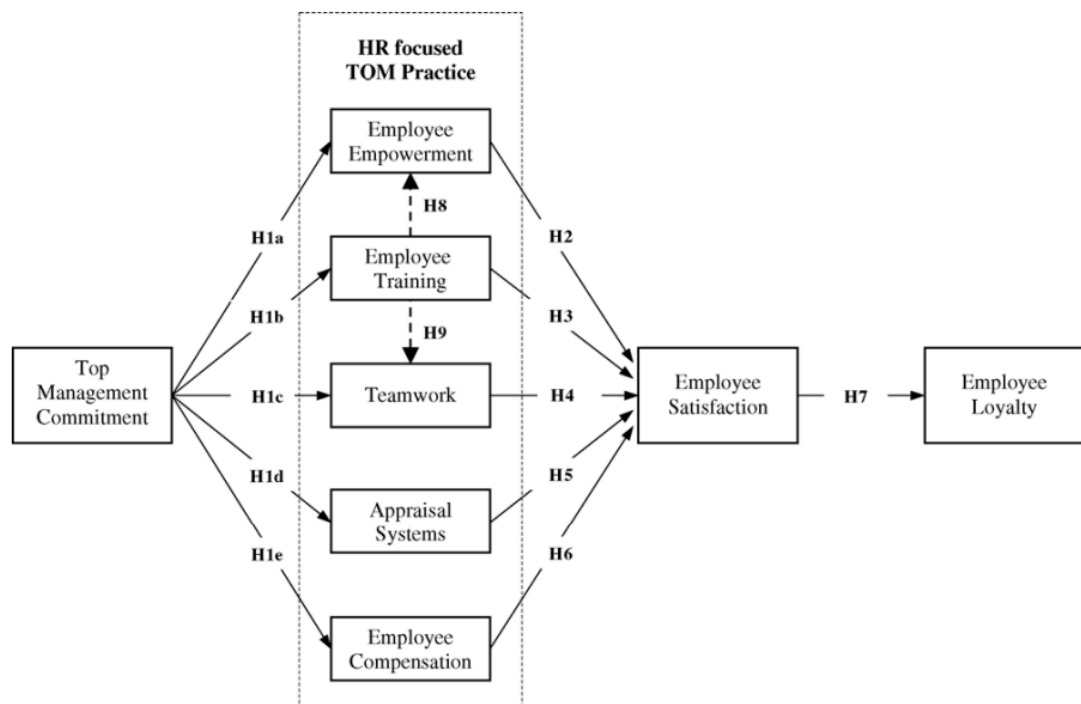 HR focused
TOM Practice
Employee
Empowerment
H8
H1a
H2
Employee
Training
H1b
H3
H9
Top
Management
Commitment
H1c
Teamwork
H4
Employee
Satisfaction
H7
Employee
Loyalty
H1d
H5
Appraisal
Systems
H1e
H6
Employee
Compensation